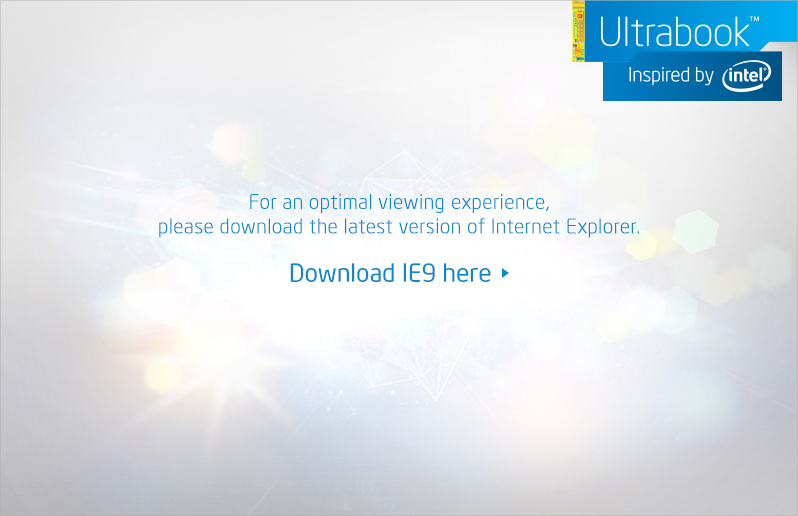 Ultrabook™
Inspired by intel®
For an optimal viewing experience,
please download the latest version of Internet Explorer.
Download IE9 here